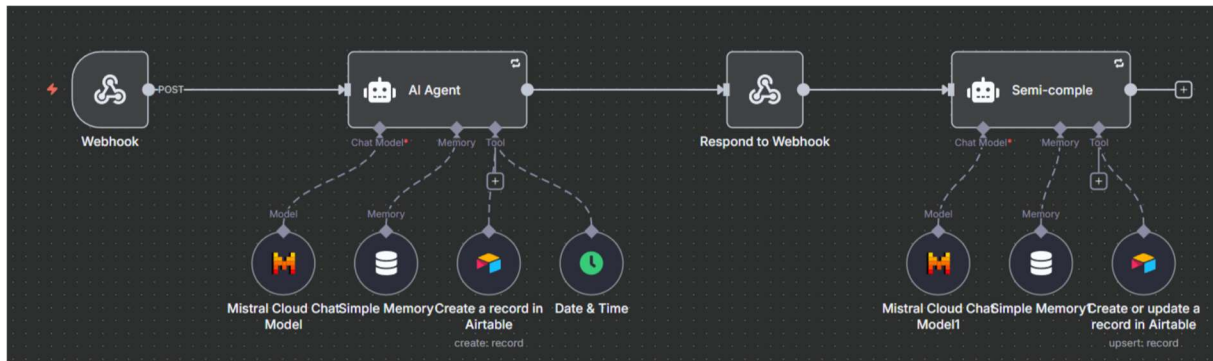 POST
AI Agent
Semi-comple
Webhook
Chat Model*
Memory
Tool
Respond to Webhook
Chat Model*
Memory
Tool
Model
Memory
Model
Memory
Mistral Cloud Chat
Model
Simple Memory
Create a record in
Airtable
create: record
Date & Time
Mistral Cloud Chat
Model1
Simple Memory1
Create or update a
record in Airtable
upsert: record